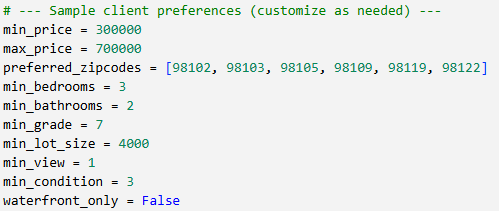 # --- Sample client preferences (customize as needed) ---
min_price = 300000
max_price = 700000
preferred_zipcodes = [98102, 98103, 98105, 98109, 98119, 98122]
min_bedrooms = 3
min_bathrooms = 2
min_grade = 7
min_lot_size = 4000
min_view = 1
min_condition = 3
waterfront_only = False